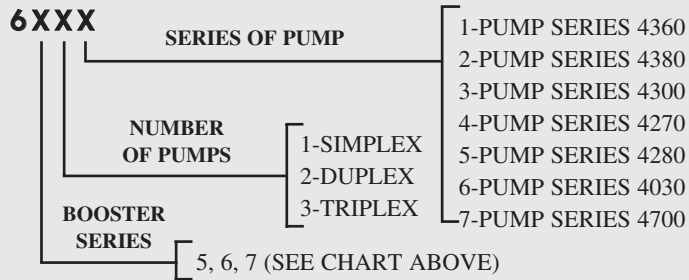 6XXX
SERIES OF PUMP
1-PUMP SERIES 4360
2-PUMP SERIES 4380
3-PUMP SERIES 4300
4-PUMP SERIES 4270
5-PUMP SERIES 4280
6-PUMP SERIES 4030
7-PUMP SERIES 4700
NUMBER
OF PUMPS
1-SIMPLEX
2-DUPLEX
3-TRIPLEX
BOOSTER
SERIES
5, 6, 7 (SEE CHART ABOVE)